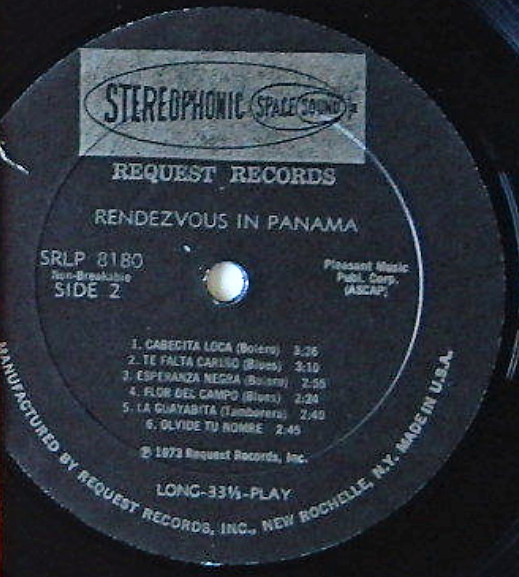 STEREOPHONIC SPACE SOUND
REQUEST RECORDS
RENDEZVOUS IN PANAMA
SRLP 8180
Non-Breakable
SIDE 2
Pleasant Music
Publ. Corp.
(ASCAP)
1. CABECITA LOCA (Bolero) 3:26
2. TE FALTA CARINO (Blues) 3:10
3. ESPERANZA NEGRA (Bolero) 2:55
4. FLOR DEL CAMPO (Blues) 2:34
5. LA GUAYABITA (Tamborera) 2:40
6. OLVIDE TU NOMRE 2:45
℗ 1973 Request Records, Inc.
LONG-33⅓-PLAY
MANUFACTURED BY REQUEST RECORDS, INC., NEW ROCHELLE, N.Y. MADE IN U.S.A.